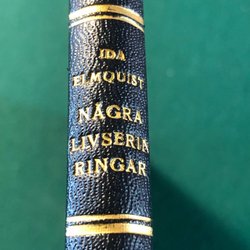 IDA
ELMQUIST
NÅGRA
LIVSERIN
RINGAR